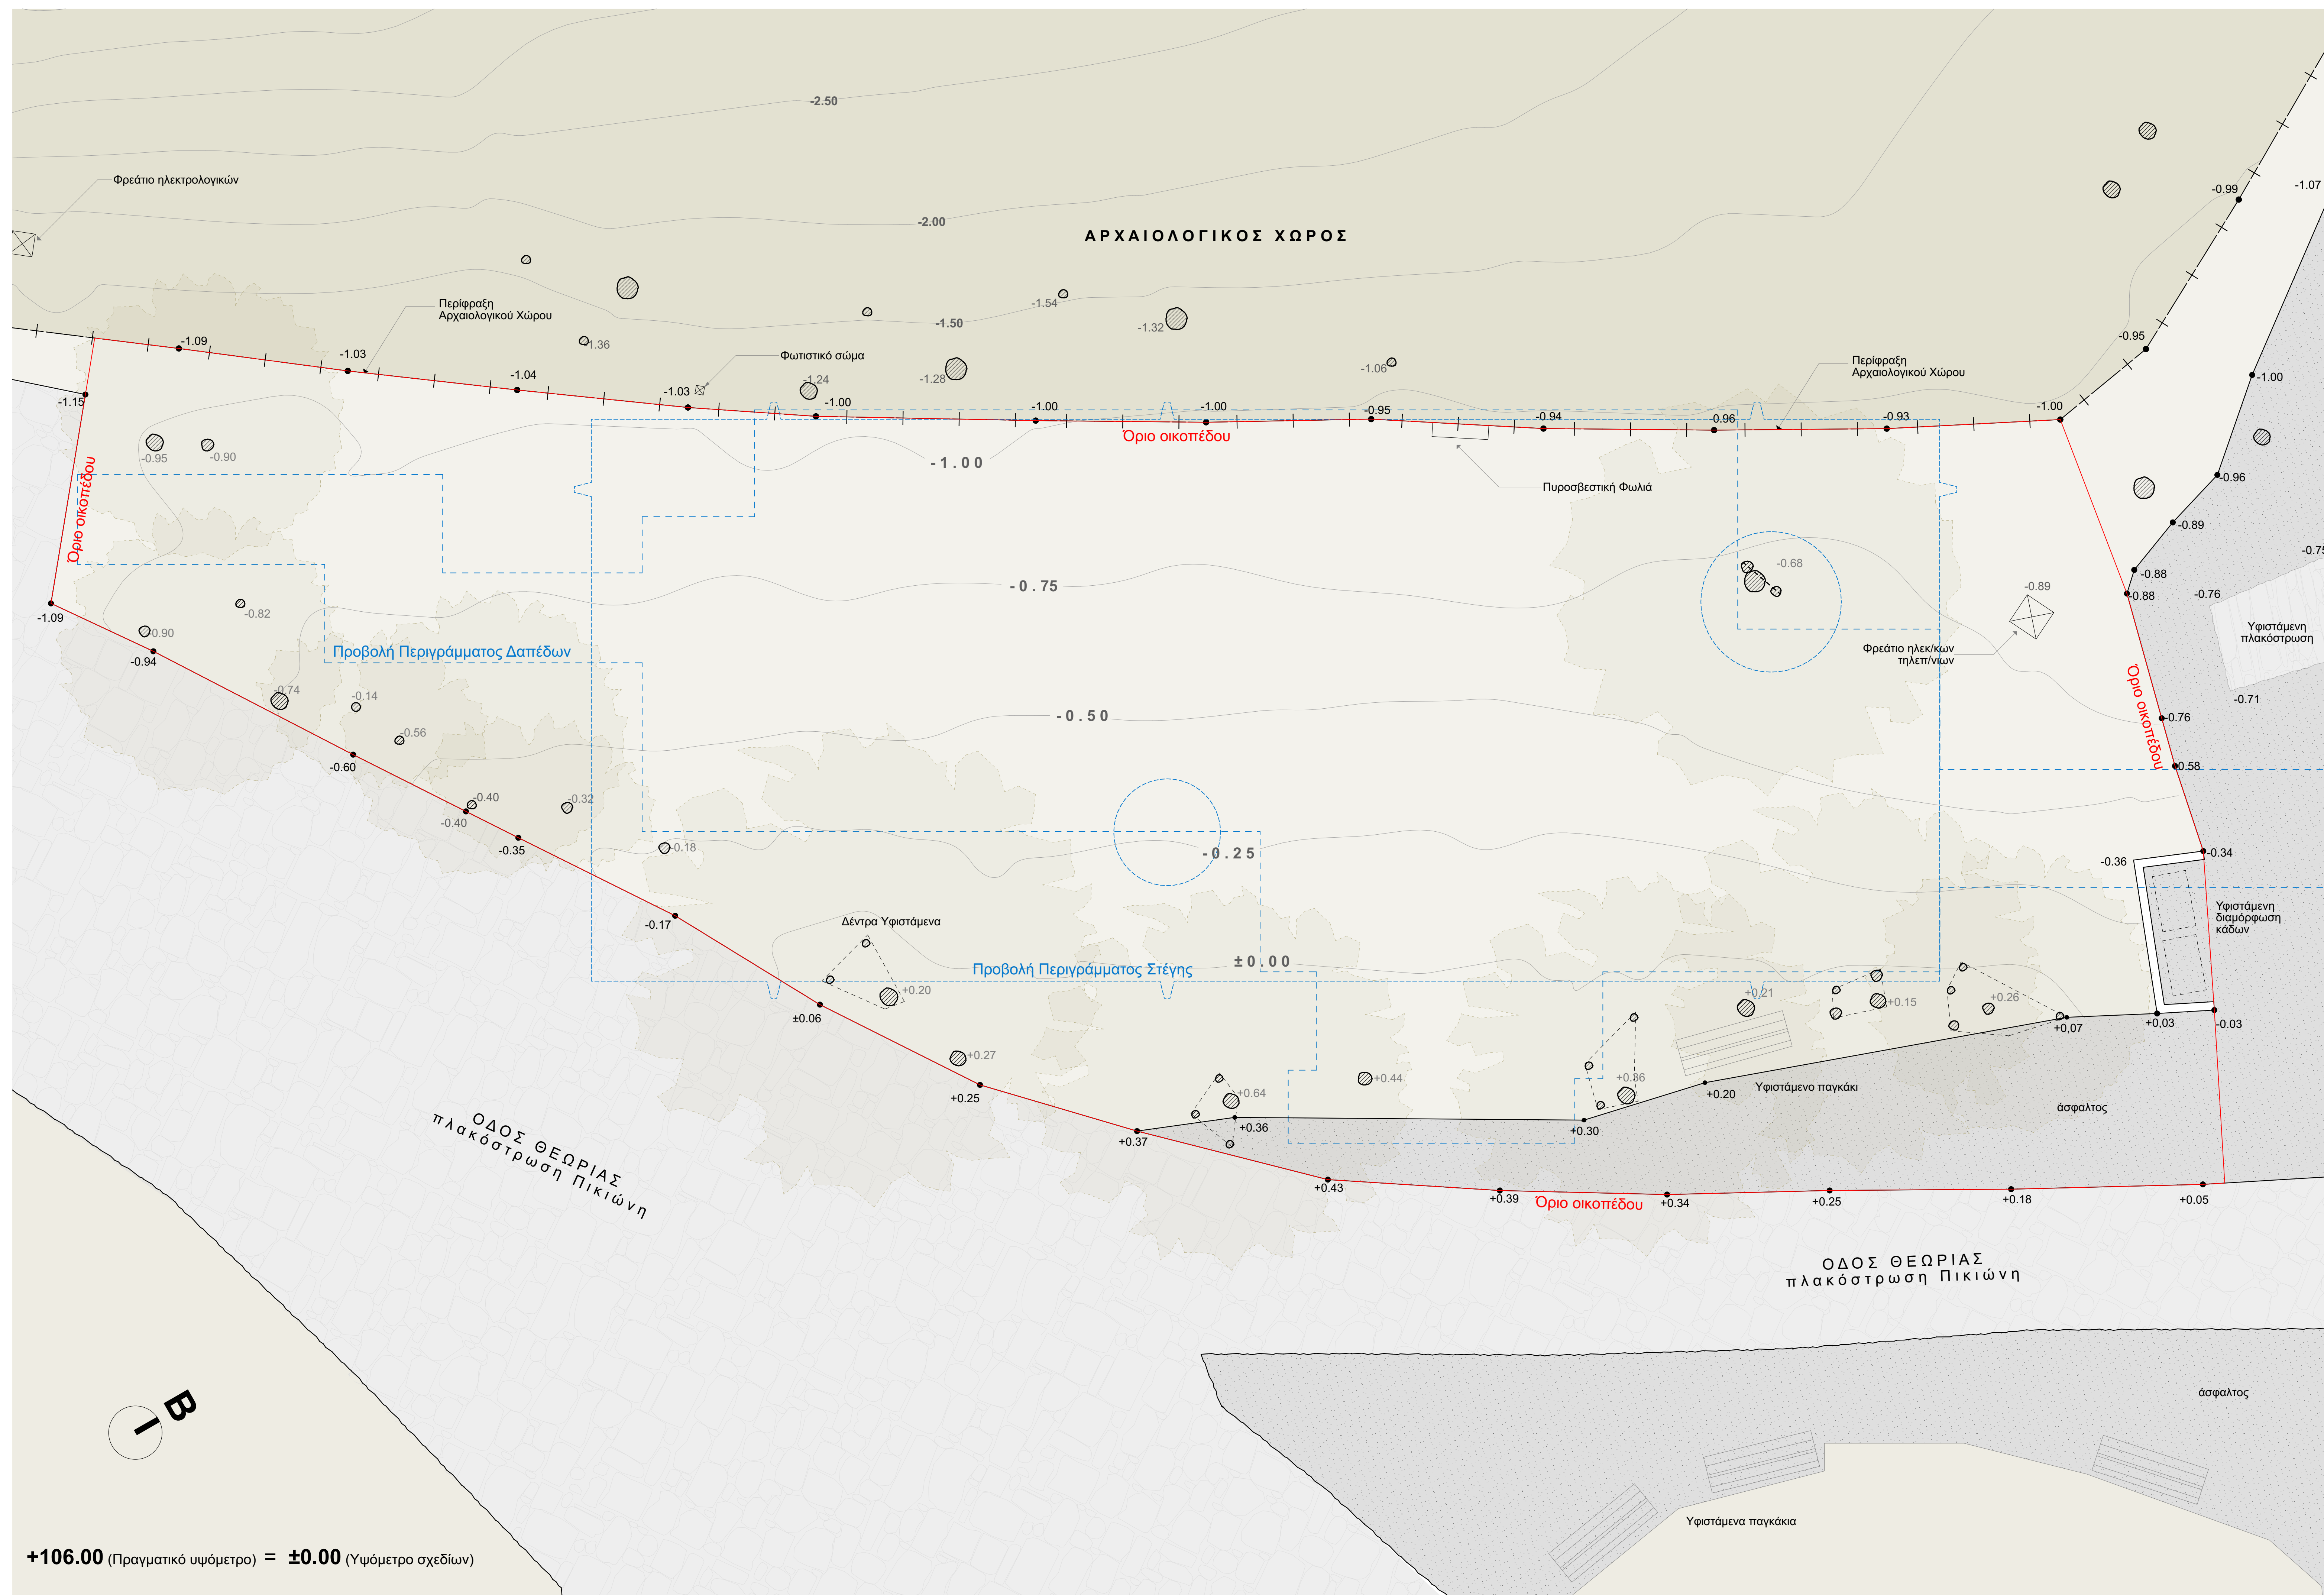 -2.50
Φρεάτιο ηλεκτρολογικών
-0.99
-1.07
-2.00
ΑΡΧΑΙΟΛΟΓΙΚΟΣ ΧΩΡΟΣ
Περίφραξη
Αρχαιολογικού Χώρου
-1.54
-1.50
-1.32
-1.09
-1.36
-0.95
-1.03
Φωτιστικό σώμα
-1.04
-1.24
-1.28
-1.06
Περίφραξη
Αρχαιολογικού Χώρου
-1.00
-1.15
-1.03
-1.00
-1.00
-1.00
-0.95
-0.94
-0.96
-0.93
-1.00
Όριο οικοπέδου
-0.95
-0.90
-1.00
Πυροσβεστική Φωλιά
-0.96
Όριο οικοπέδου
-0.89
-0.75
-0.75
-0.68
-0.88
-0.89
-0.88
-0.76
-1.09
-0.82
-0.90
Υφιστάμενη
πλακόστρωση
-0.94
Προβολή Περιγράμματος Δαπέδων
Φρεάτιο ηλεκ/κων
τηλεπ/νιων
-0.74
-0.14
-0.71
-0.50
-0.76
Όριο οικοπέδου
-0.56
-0.60
-0.58
-0.40
-0.32
-0.40
-0.35
-0.18
-0.25
-0.34
-0.36
-0.17
Δέντρα Υφιστάμενα
Υφιστάμενη
διαμόρφωση
κάδων
Προβολή Περιγράμματος Στέγης
±0.00
+0.20
+0.21
+0.15
+0.26
±0.06
+0,07
+0,03
-0.03
+0.27
+0.44
+0.86
+0.64
+0.25
+0.20
Υφιστάμενο παγκάκι
άσφαλτος
+0.37
+0.36
+0.30
ΟΔΟΣ ΘΕΩΡΙΑΣ
πλακόστρωση Πικιώνη
+0.43
+0.39
Όριο οικοπέδου
+0.34
+0.25
+0.18
+0.05
ΟΔΟΣ ΘΕΩΡΙΑΣ
πλακόστρωση Πικιώνη
άσφαλτος
Β
Υφιστάμενα παγκάκια
+106.00 (Πραγματικό υψόμετρο) = ±0.00 (Υψόμετρο σχεδίων)